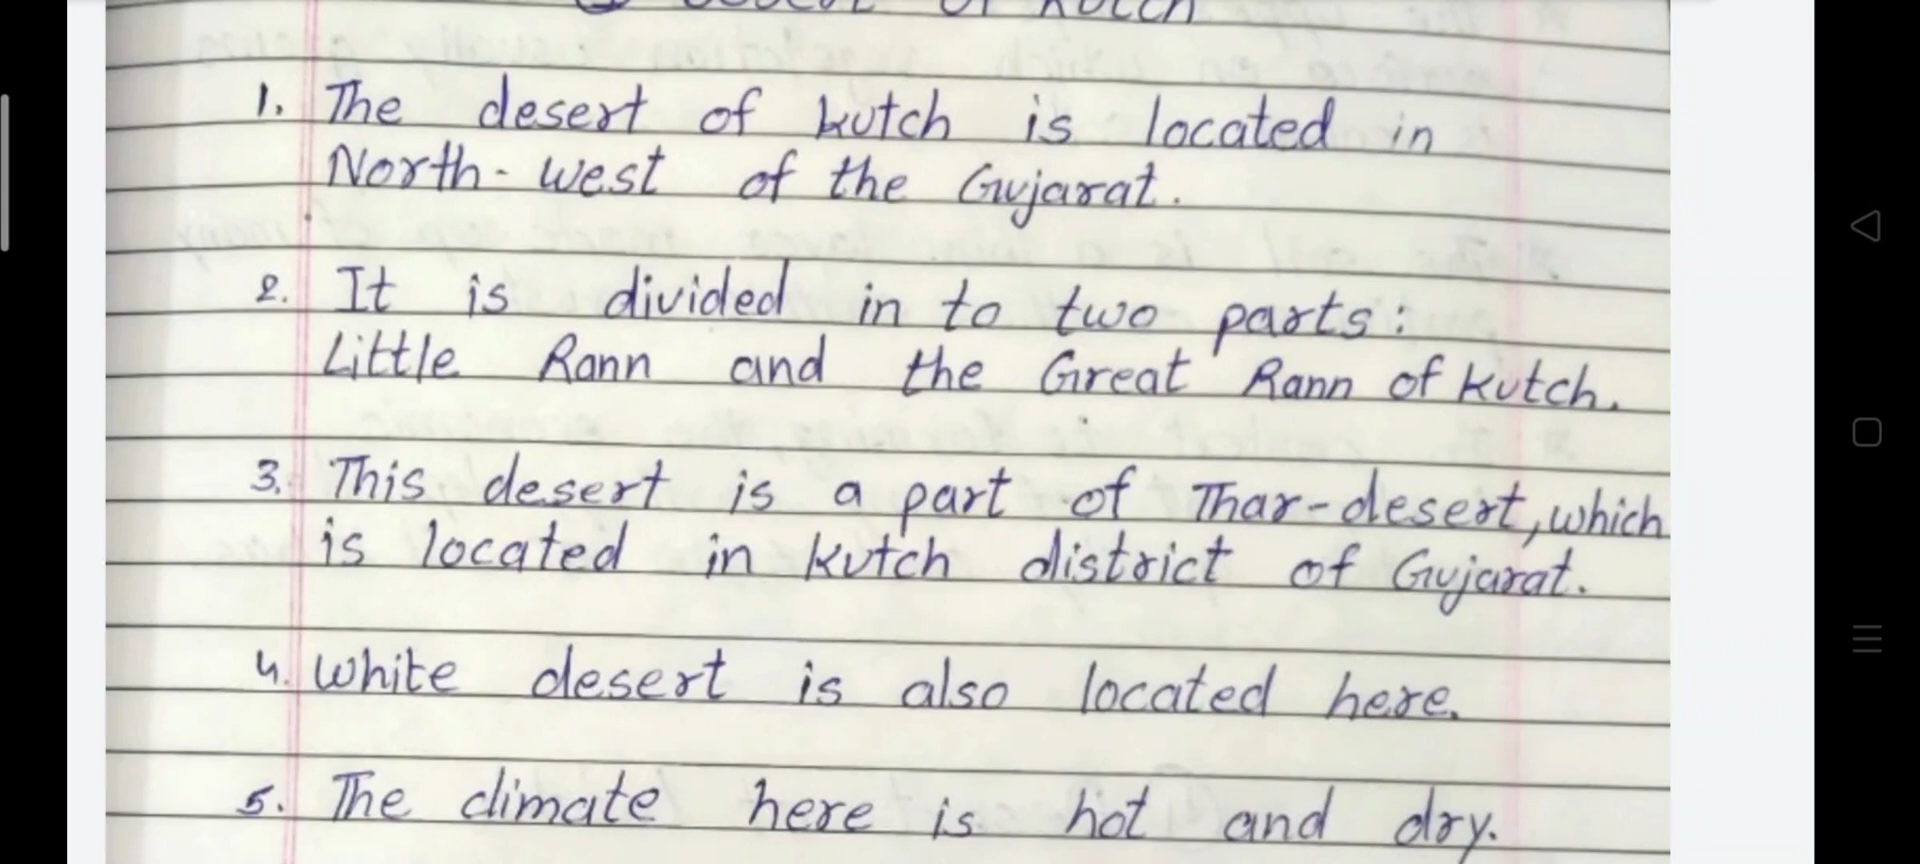 of Kutch
1. The desert of kutch is located in
North-west of the Gujarat.
2. It is divided in to two parts:
Little Rann and the Great Rann of Kutch.
3. This desert is a part of Thar-desert, which
is located in kutch district of Gujarat.
4. White desert is also located here.
5. The climate here is hot and dry.